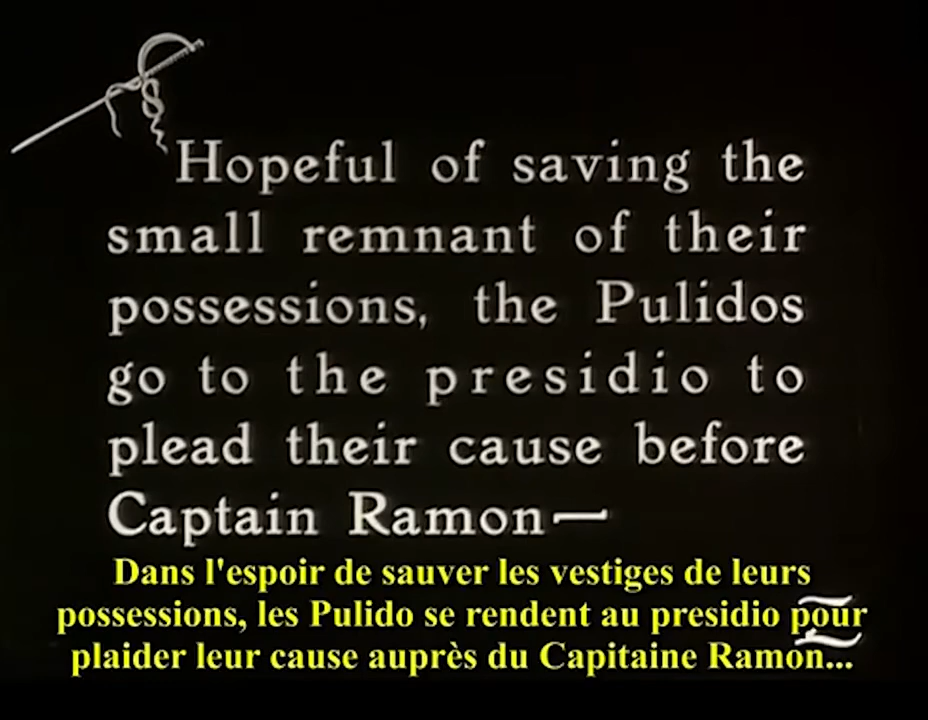 Hopeful of saving the
small remnant of their
possessions, the Pulidos
go to the presidio to
plead their cause before
Captain Ramon—
Dans l'espoir de sauver les vestiges de leurs
possessions, les Pulido se rendent au presidio pour
plaider leur cause auprès du Capitaine Ramon...